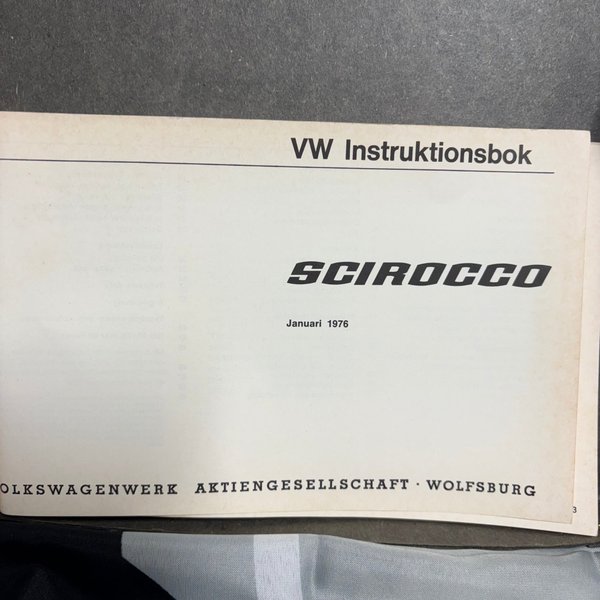 VW Instruktionsbok
SCIROCCO
Januari 1976
OLKSWAGENWERK AKTIENGESELLSCHAFT · WOLFSBURG
3